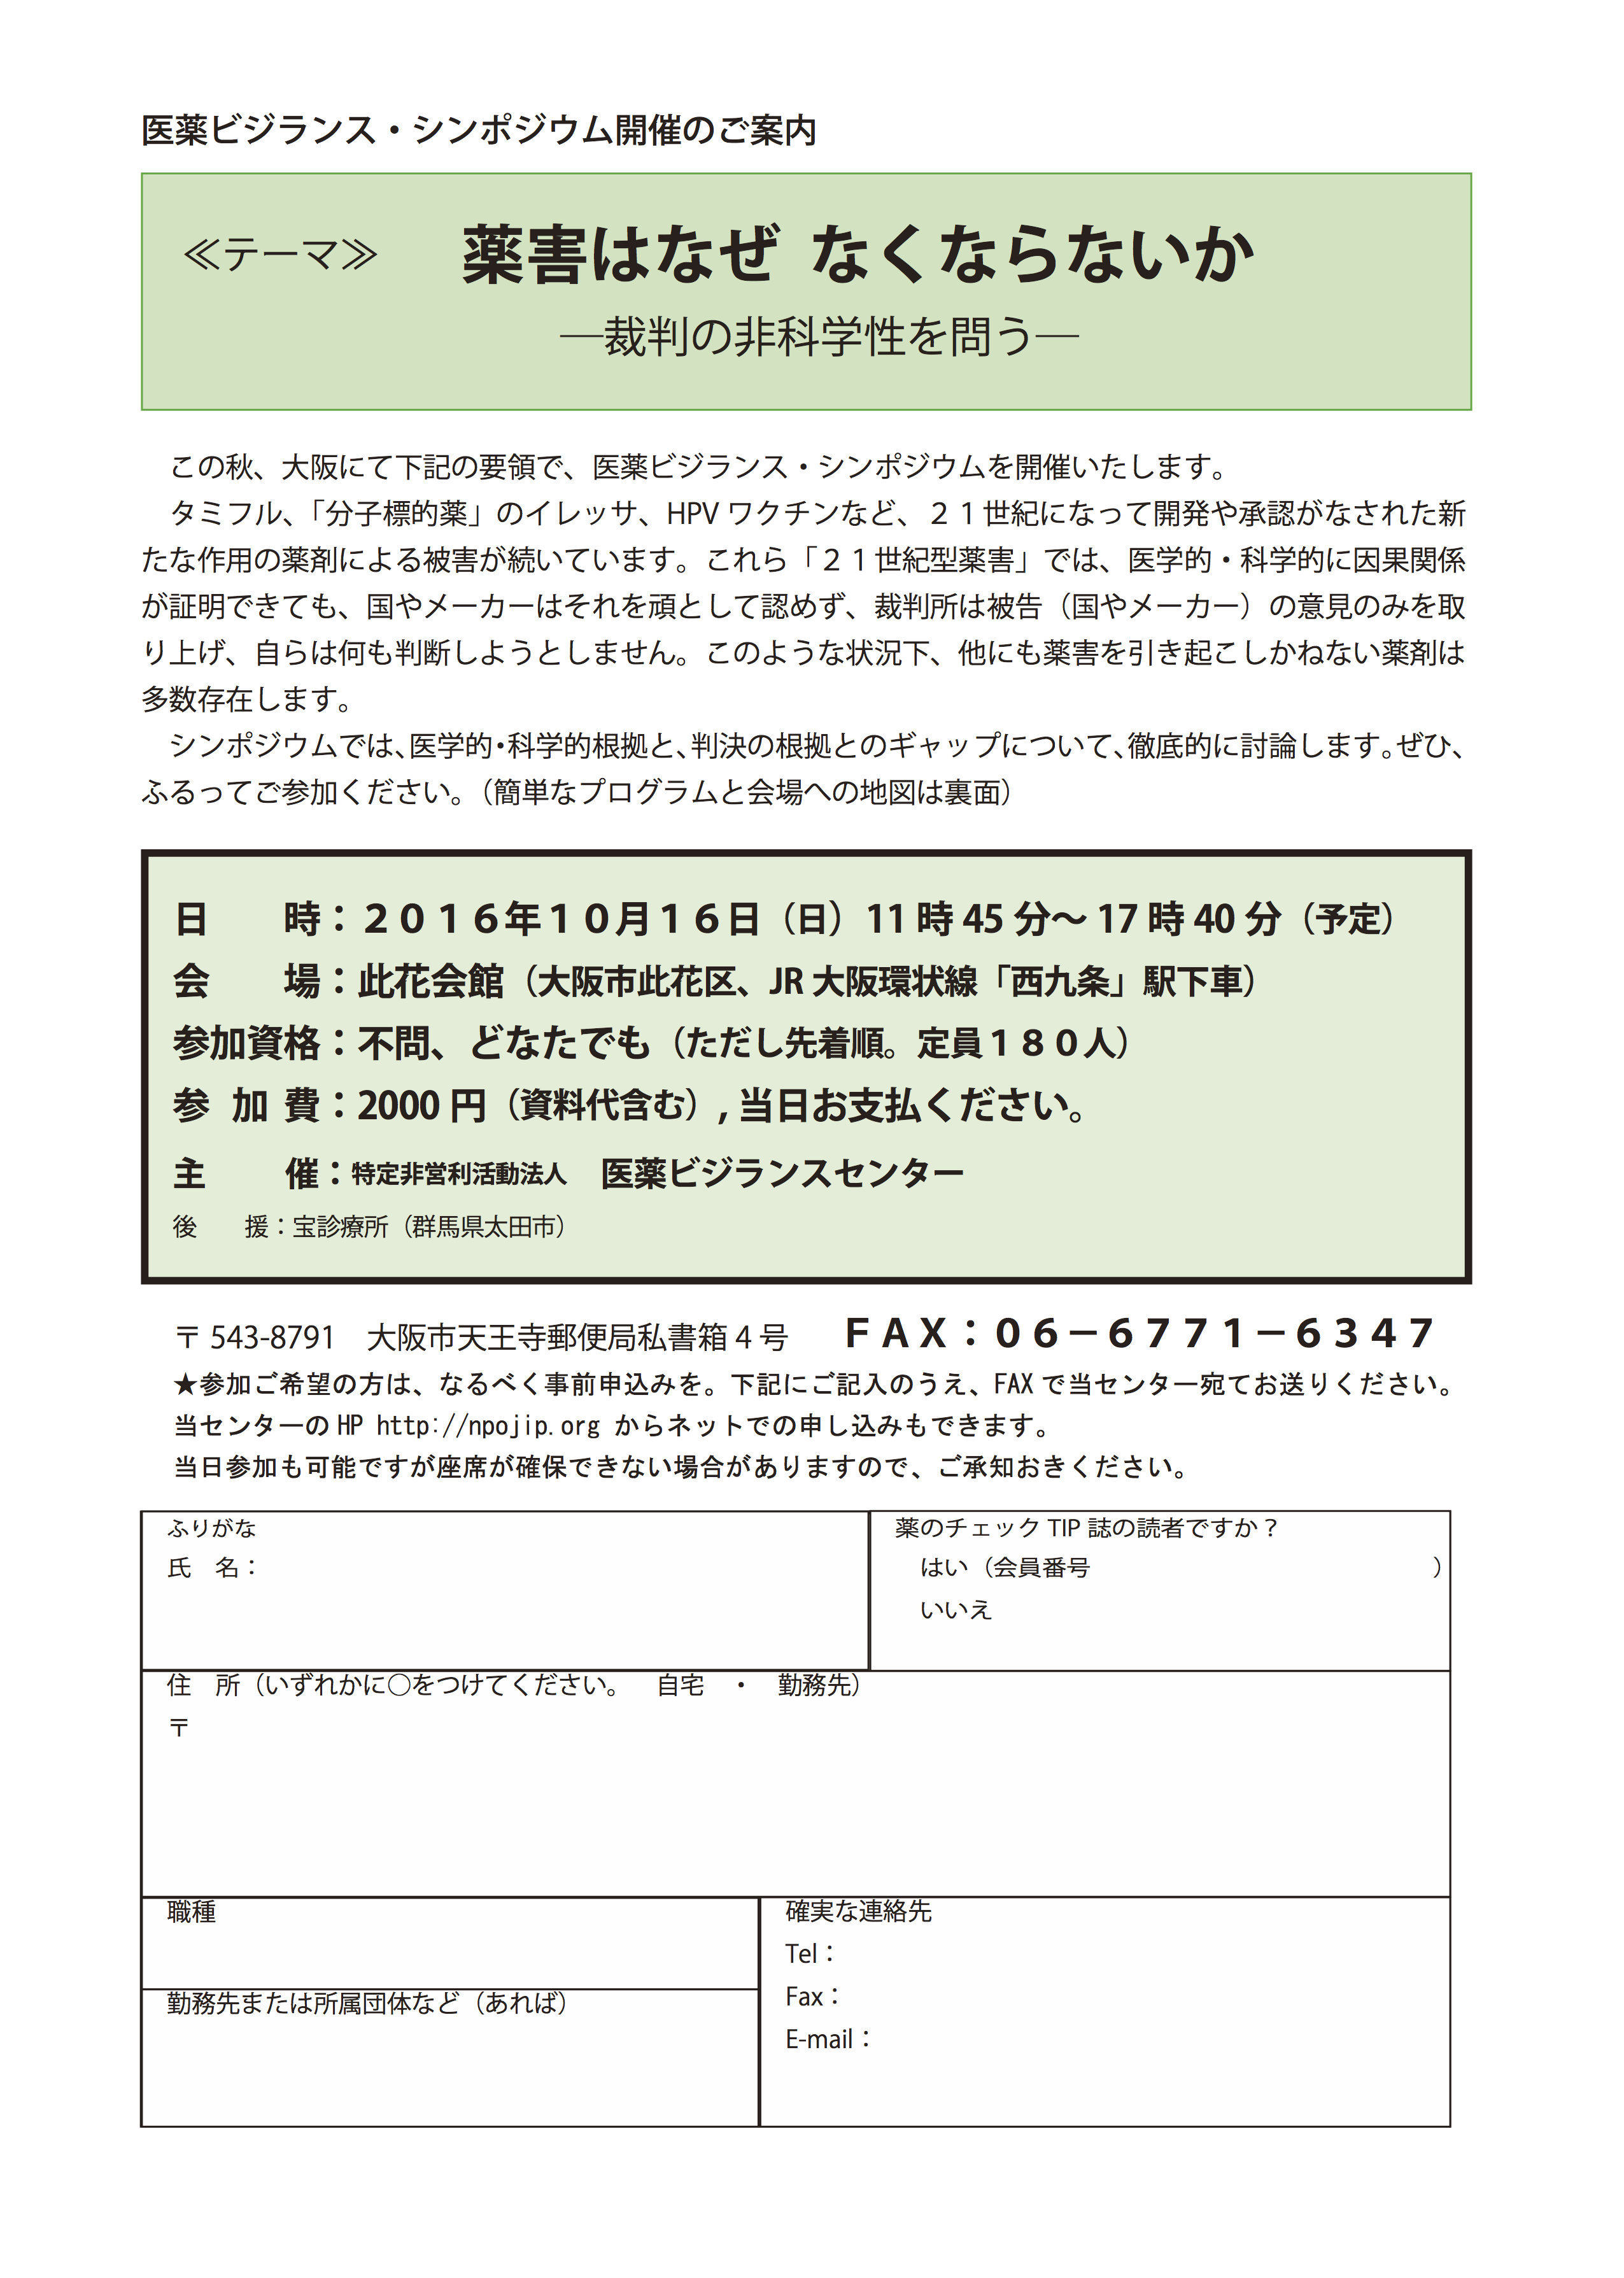 医薬ビジランス・シンポジウム開催のご案内
≪テーマ≫ 薬害はなぜ なくならないか
―裁判の非科学性を問う―
この秋、大阪にて下記の要領で、医薬ビジランス・シンポジウムを開催いたします。
タミフル、「分子標的薬」のイレッサ、HPV ワクチンなど、２１世紀になって開発や承認がなされた新
たな作用の薬剤による被害が続いています。これら「２１世紀型薬害」では、医学的・科学的に因果関係
が証明できても、国やメーカーはそれを頑として認めず、裁判所は被告（国やメーカー）の意見のみを取
り上げ、自らは何も判断しようとしません。このような状況下、他にも薬害を引き起こしかねない薬剤は
多数存在します。
シンポジウムでは、医学的・科学的根拠と、判決の根拠とのギャップについて、徹底的に討論します。ぜひ、
ふるってご参加ください。（簡単なプログラムと会場への地図は裏面）
日　　時：２０１６年１０月１６日（日）11 時 45 分〜 17 時 40 分（予定）
会　　場：此花会館（大阪市此花区、JR 大阪環状線「西九条」駅下車）
参加資格：不問、どなたでも（ただし先着順。定員１８０人）
参 加 費：2000 円（資料代含む）, 当日お支払ください。
主　　催：特定非営利活動法人　医薬ビジランスセンター
後　　援：宝診療所（群馬県太田市）
〒 543-8791　大阪市天王寺郵便局私書箱 4 号　ＦＡＸ：０６－６７７１－６３４７
★参加ご希望の方は、なるべく事前申込みを。下記にご記入のうえ、FAX で当センター宛てお送りください。
当センターの HP http://npojip.org からネットでの申し込みもできます。
当日参加も可能ですが座席が確保できない場合がありますので、ご承知おきください。
ふりがな
氏　名：
薬のチェック TIP 誌の読者ですか？
はい（会員番号　　　　　　　　　　　　　　）
いいえ
住　所（いずれかに○をつけてください。　自宅　・　勤務先）
〒
職種
勤務先または所属団体など（あれば）
確実な連絡先
Tel：
Fax：
E-mail：